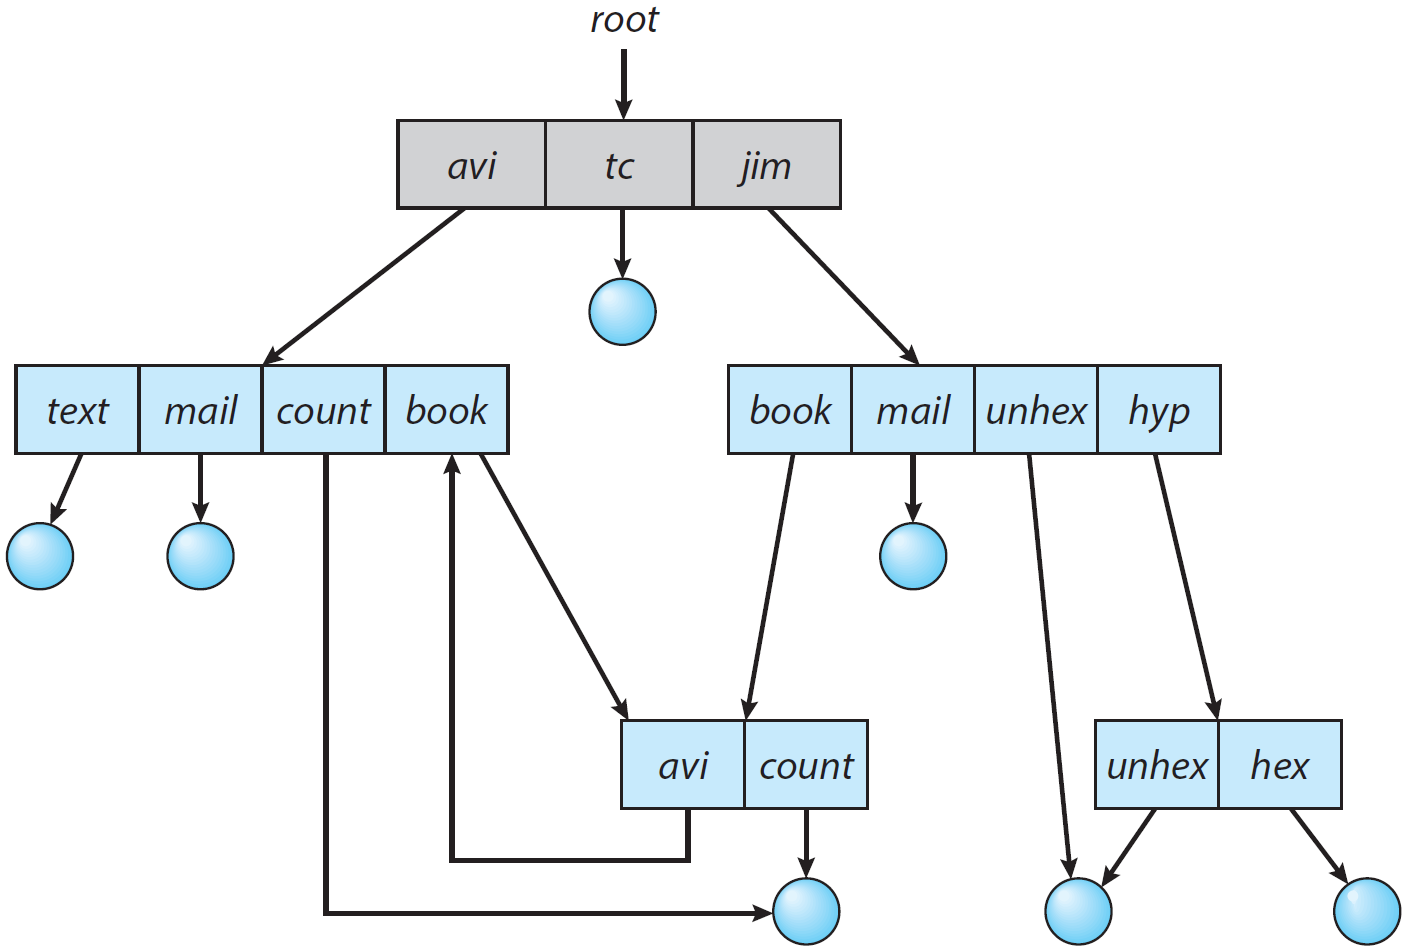 root
avi tc jim
text mail count book
book mail unhex hyp
avi count
unhex hex